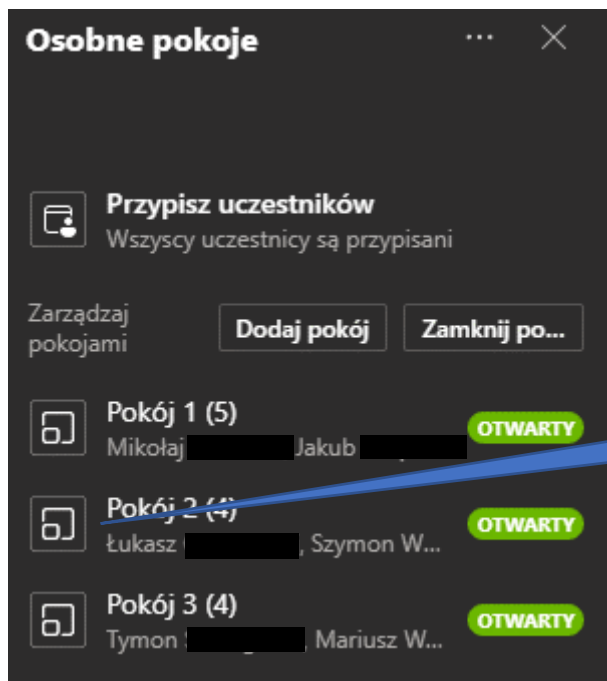 Osobne pokoje
Przypisz uczestników
Wszyscy uczestnicy są przypisani
Zarządzaj
pokojami
Dodaj pokój
Zamknij po...
Pokój 1 (5)
OTWARTY
Mikołaj Jakub
Pokój 2 (4)
OTWARTY
Łukasz , Szymon W...
Pokój 3 (4)
OTWARTY
Tymon S , Mariusz W...